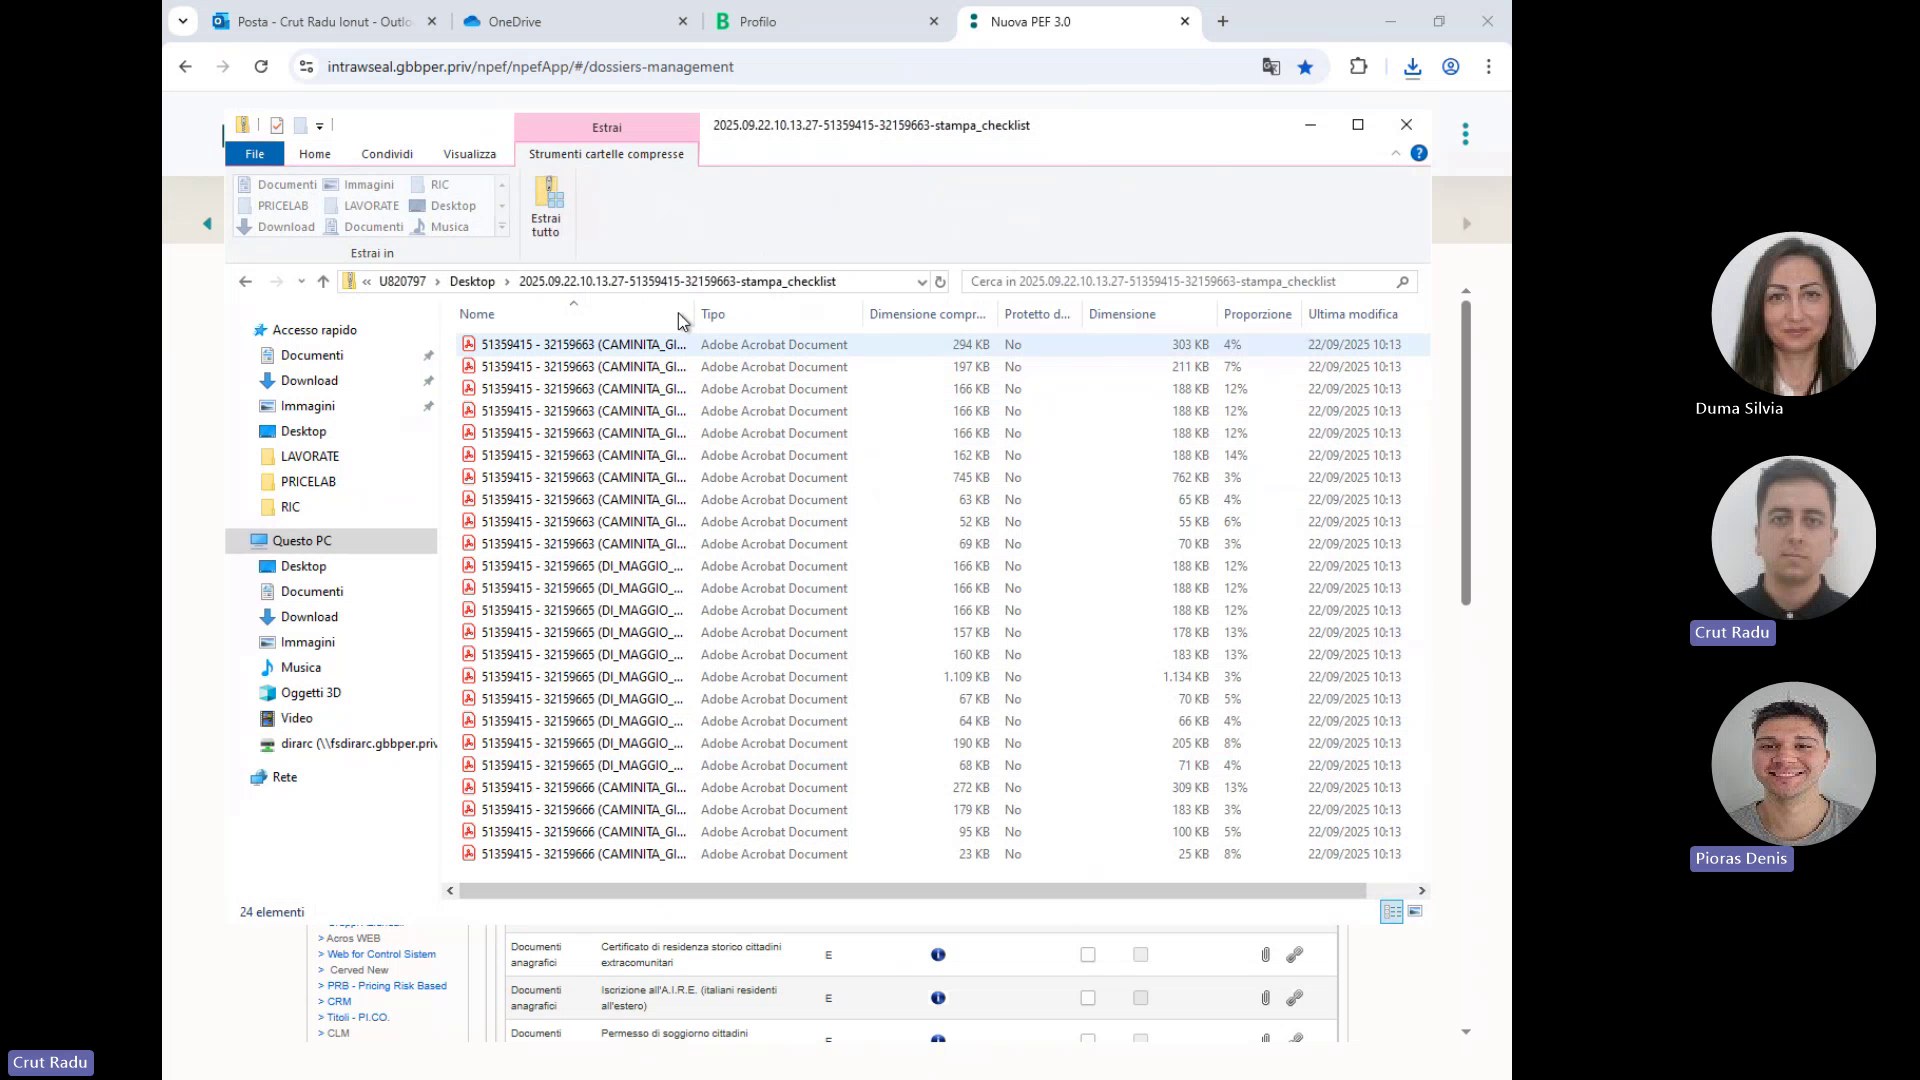 Posta - Crut Radu Ionut - Outlo
OneDrive
Profilo
Nuova PEF 3.0
intrawseal.gbbper.priv/npef/npefApp/#/dossiers-management
Estrai
2025.09.22.10.13.27-51359415-32159663-stampa_checklist
File
Home
Condividi
Visualizza
Strumenti cartelle compresse
Documenti
Immagini
RIC
PRICELAB
LAVORATE
Desktop
Download
Documenti
Musica
Estrai
tutto
Estrai in
« U820797 > Desktop > 2025.09.22.10.13.27-51359415-32159663-stampa_checklist
Cerca in 2025.09.22.10.13.27-51359415-32159663-stampa_checklist
Accesso rapido
Documenti
Download
Immagini
Desktop
LAVORATE
PRICELAB
RIC
Questo PC
Desktop
Documenti
Download
Immagini
Musica
Oggetti 3D
Video
dirarc (\\fsdirarc.gbbper.priv
Rete
Nome Tipo Dimensione compr... Protetto d... Dimensione Proporzione Ultima modifica
51359415 - 32159663 (CAMINITA_GI... Adobe Acrobat Document 294 KB No 303 KB 4% 22/09/2025 10:13
51359415 - 32159663 (CAMINITA_GI... Adobe Acrobat Document 197 KB No 211 KB 7% 22/09/2025 10:13
51359415 - 32159663 (CAMINITA_GI... Adobe Acrobat Document 166 KB No 188 KB 12% 22/09/2025 10:13
51359415 - 32159663 (CAMINITA_GI... Adobe Acrobat Document 166 KB No 188 KB 12% 22/09/2025 10:13
51359415 - 32159663 (CAMINITA_GI... Adobe Acrobat Document 166 KB No 188 KB 12% 22/09/2025 10:13
51359415 - 32159663 (CAMINITA_GI... Adobe Acrobat Document 162 KB No 188 KB 14% 22/09/2025 10:13
51359415 - 32159663 (CAMINITA_GI... Adobe Acrobat Document 745 KB No 762 KB 3% 22/09/2025 10:13
51359415 - 32159663 (CAMINITA_GI... Adobe Acrobat Document 63 KB No 65 KB 4% 22/09/2025 10:13
51359415 - 32159663 (CAMINITA_GI... Adobe Acrobat Document 52 KB No 55 KB 6% 22/09/2025 10:13
51359415 - 32159663 (CAMINITA_GI... Adobe Acrobat Document 69 KB No 70 KB 3% 22/09/2025 10:13
51359415 - 32159665 (DI_MAGGIO_... Adobe Acrobat Document 166 KB No 188 KB 12% 22/09/2025 10:13
51359415 - 32159665 (DI_MAGGIO_... Adobe Acrobat Document 166 KB No 188 KB 12% 22/09/2025 10:13
51359415 - 32159665 (DI_MAGGIO_... Adobe Acrobat Document 166 KB No 188 KB 12% 22/09/2025 10:13
51359415 - 32159665 (DI_MAGGIO_... Adobe Acrobat Document 157 KB No 178 KB 13% 22/09/2025 10:13
51359415 - 32159665 (DI_MAGGIO_... Adobe Acrobat Document 160 KB No 183 KB 13% 22/09/2025 10:13
51359415 - 32159665 (DI_MAGGIO_... Adobe Acrobat Document 1.109 KB No 1.134 KB 3% 22/09/2025 10:13
51359415 - 32159665 (DI_MAGGIO_... Adobe Acrobat Document 67 KB No 70 KB 5% 22/09/2025 10:13
51359415 - 32159665 (DI_MAGGIO_... Adobe Acrobat Document 64 KB No 66 KB 4% 22/09/2025 10:13
51359415 - 32159665 (DI_MAGGIO_... Adobe Acrobat Document 190 KB No 205 KB 8% 22/09/2025 10:13
51359415 - 32159665 (DI_MAGGIO_... Adobe Acrobat Document 68 KB No 71 KB 4% 22/09/2025 10:13
51359415 - 32159666 (CAMINITA_GI... Adobe Acrobat Document 272 KB No 309 KB 13% 22/09/2025 10:13
51359415 - 32159666 (CAMINITA_GI... Adobe Acrobat Document 179 KB No 183 KB 3% 22/09/2025 10:13
51359415 - 32159666 (CAMINITA_GI... Adobe Acrobat Document 95 KB No 100 KB 5% 22/09/2025 10:13
51359415 - 32159666 (CAMINITA_GI... Adobe Acrobat Document 23 KB No 25 KB 8% 22/09/2025 10:13
24 elementi
> Acros WEB
> Web for Control Sistem
> Cerved New
> PRB - Pricing Risk Based
> CRM
> Titoli - PI.CO.
> CLM
Documenti
anagrafici
Certificato di residenza storico cittadini
extracomunitari
E
Documenti
anagrafici
Iscrizione all'A.I.R.E. (italiani residenti
all'estero)
E
Documenti
Permesso di soggiorno cittadini
Duma Silvia
Crut Radu
Pioras Denis
Crut Radu